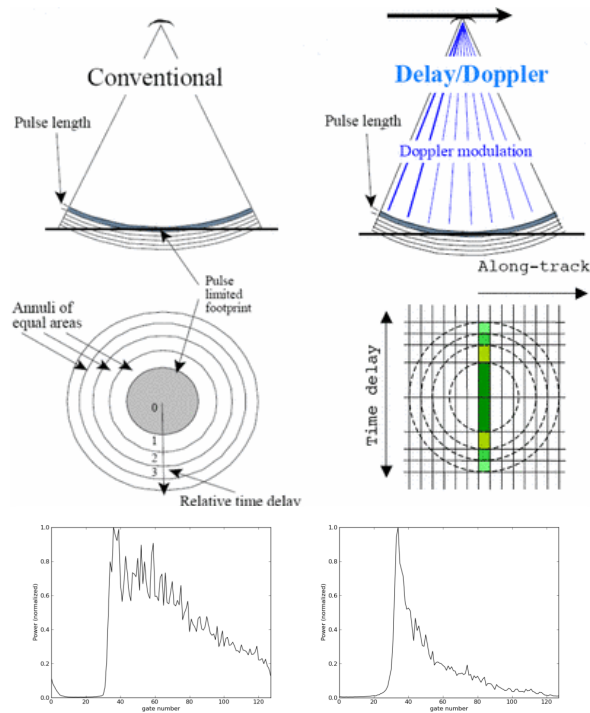 Conventional
Pulse length
Pulse
limited
footprint
Annuli of
equal areas
0
1
2
3
Relative time delay
Delay/Doppler
Pulse length
Doppler modulation
Along-track
Time delay
Power (normalized)
1.0
0.8
0.6
0.4
0.2
0.0
0 20 40 60 80 100 120
gate number
Power (normalized)
1.0
0.8
0.6
0.4
0.2
0.0
0 20 40 60 80 100 120
gate number